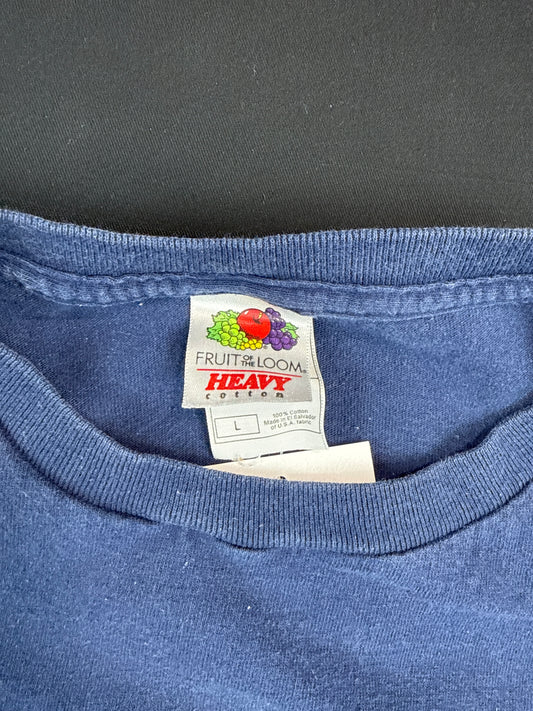 FRUIT OF THE LOOM®
HEAVY
cotton
L
100% Cotton
Made in El Salvador
of U.S.A. fabric